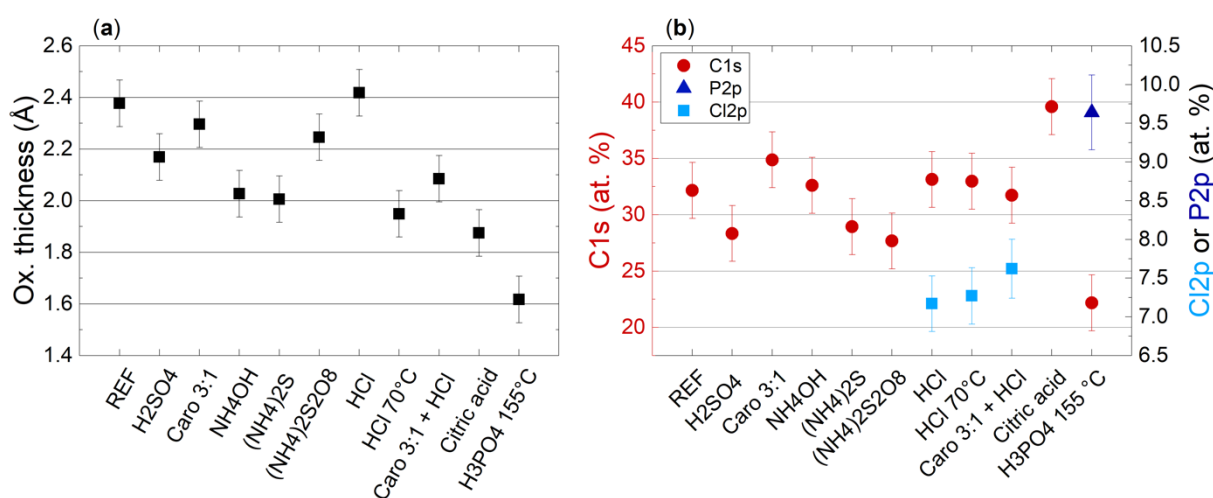 (a)
Ox. thickness (Å)
2.6
2.4
2.2
2.0
1.8
1.6
1.4
REF
H2SO4
Caro 3:1
NH4OH
(NH4)2S
(NH4)2S2O8
HCl
HCl 70°C
Caro 3:1 + HCl
Citric acid
H3PO4 155°C
(b)
C1s (at. %)
45
40
35
30
25
20
C1s
P2p
Cl2p
10.5
10.0
9.5
9.0
8.5
8.0
7.5
7.0
6.5
Cl2p or P2p (at. %)
REF
H2SO4
Caro 3:1
NH4OH
(NH4)2S
(NH4)2S2O8
HCl
HCl 70°C
Caro 3:1 + HCl
Citric acid
H3PO4 155°C